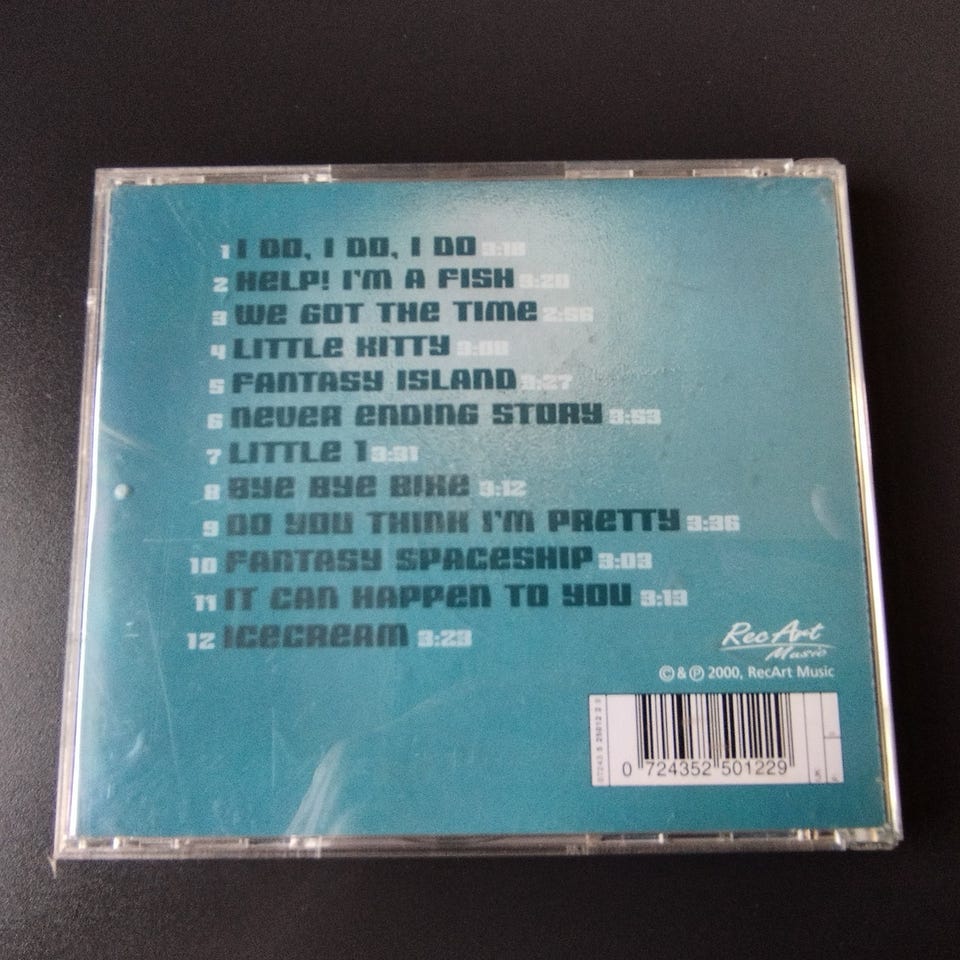 1 I DO, I DO, I DO 3:18
2 HELP! I'M A FISH 3:20
3 WE GOT THE TIME 2:56
4 LITTLE KITTY 3:00
5 FANTASY ISLAND 3:27
6 NEVER ENDING STORY 3:53
7 LITTLE 1 3:31
8 BYE BYE BIKE 3:12
9 DO YOU THINK I'M PRETTY 3:36
10 FANTASY SPACESHIP 3:03
11 IT CAN HAPPEN TO YOU 3:13
12 ICECREAM 3:23
RecArt
Music
© & ℗ 2000, RecArt Music
0 724352 501229